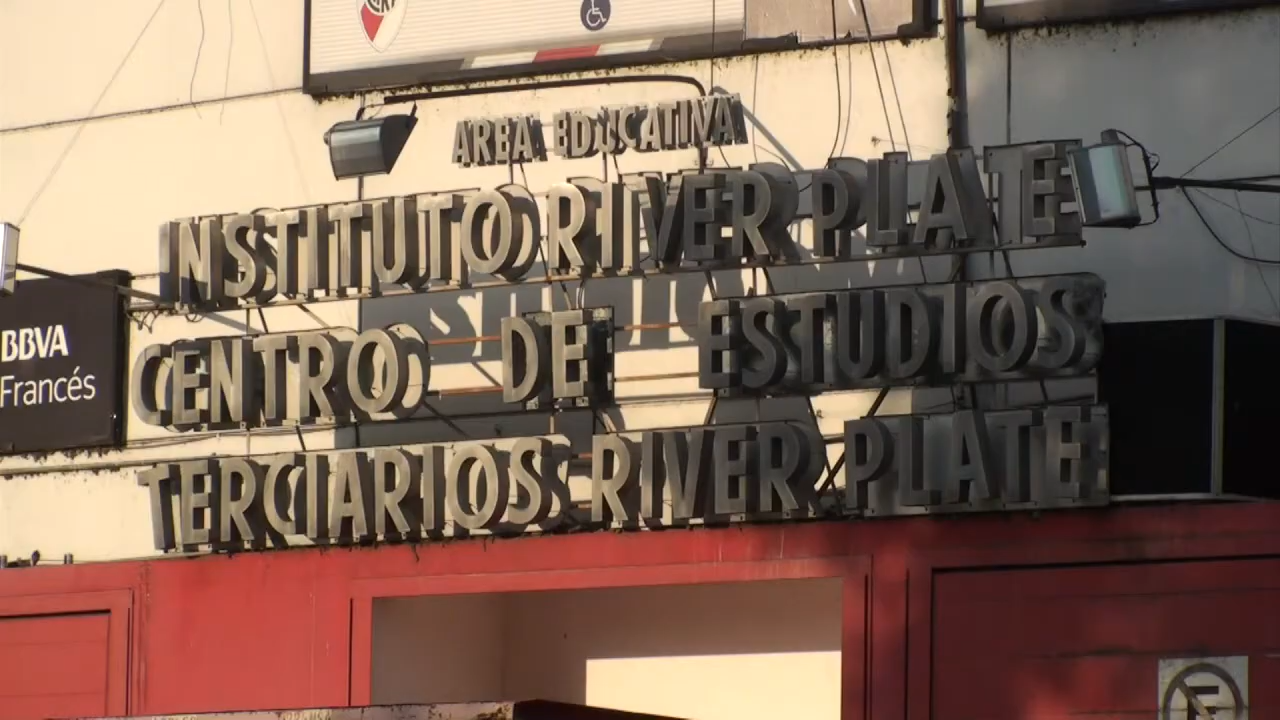 AREA EDUCATIVA
INSTITUTO RIVER PLATE
CENTRO DE ESTUDIOS
TERCIARIOS RIVER PLATE
BBVA
Francés
E